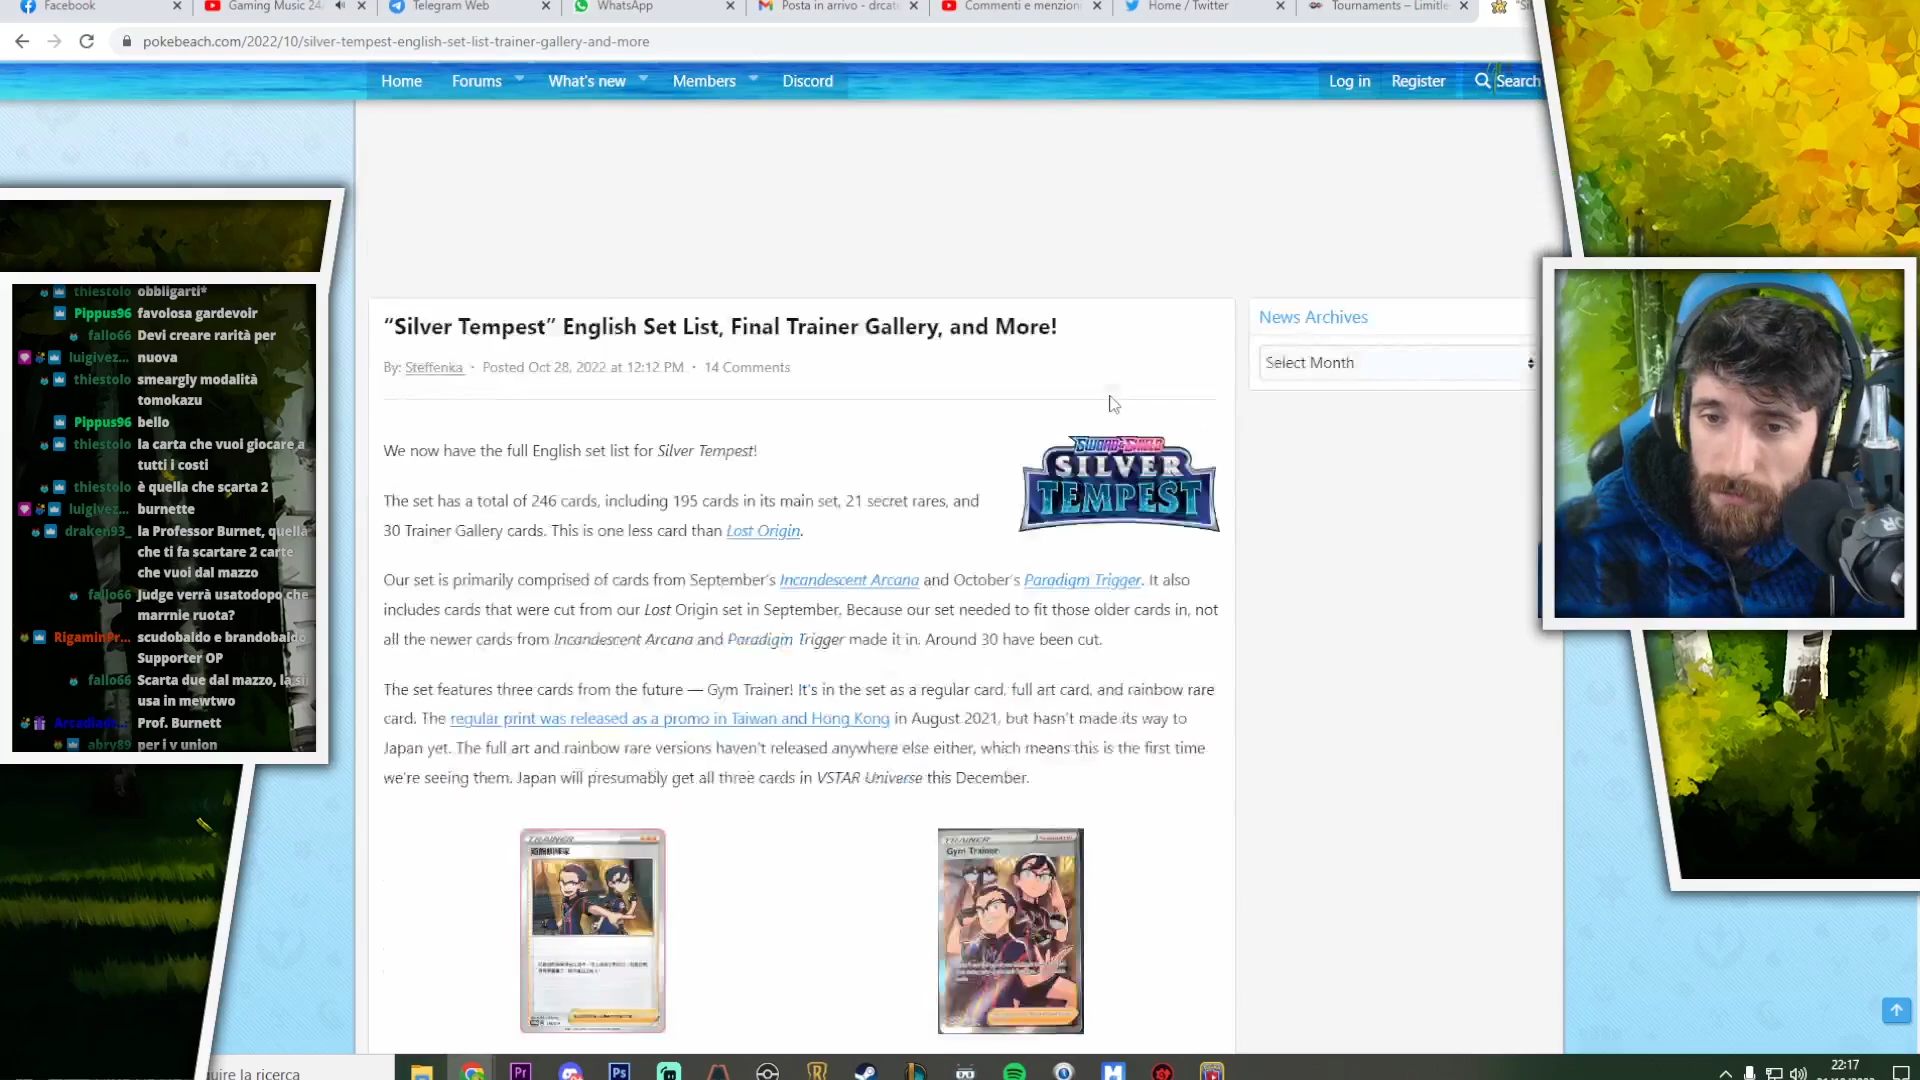 Facebook
Gaming Music 24/
Telegram Web
WhatsApp
Posta in arrivo - drcat
Commenti e menzion
Home / Twitter
Tournaments – Limitle
pokebeach.com/2022/10/silver-tempest-english-set-list-trainer-gallery-and-more
Home
Forums
What's new
Members
Discord
Log in
Register
Search
thiestolo obbligarti*
Pippus96 favolosa gardevoir
fallo66 Devi creare rarità per
luigivez... nuova
thiestolo smeargly modalità
tomokazu
Pippus96 bello
thiestolo la carta che vuoi giocare a
tutti i costi
thiestolo è quella che scarta 2
luigivez... burnette
draken93_ la Professor Burnet, quella
che ti fa scartare 2 carte
che vuoi dal mazzo
fallo66 Judge verrà usatodopo che
marrnie ruota?
RigaminPr... scudobaldo e brandobaldo
Supporter OP
fallo66 Scarta due dal mazzo, la si
usa in mewtwo
Prof. Burnett
abry89 per i v union
“Silver Tempest” English Set List, Final Trainer Gallery, and More!
By: Steffenka · Posted Oct 28, 2022 at 12:12 PM · 14 Comments
News Archives
Select Month
We now have the full English set list for Silver Tempest!
The set has a total of 246 cards, including 195 cards in its main set, 21 secret rares, and
30 Trainer Gallery cards. This is one less card than Lost Origin.
SWORD & SHIELD
SILVER
TEMPEST
Our set is primarily comprised of cards from September's Incandescent Arcana and October's Paradigm Trigger. It also
includes cards that were cut from our Lost Origin set in September. Because our set needed to fit those older cards in, not
all the newer cards from Incandescent Arcana and Paradigm Trigger made it in. Around 30 have been cut.
The set features three cards from the future — Gym Trainer! It's in the set as a regular card, full art card, and rainbow rare
card. The regular print was released as a promo in Taiwan and Hong Kong in August 2021, but hasn't made its way to
Japan yet. The full art and rainbow rare versions haven't released anywhere else either, which means this is the first time
we're seeing them. Japan will presumably get all three cards in VSTAR Universe this December.
TRAINER
TRAINER
Gym Trainer
uire la ricerca
Pr
Ps
22:17